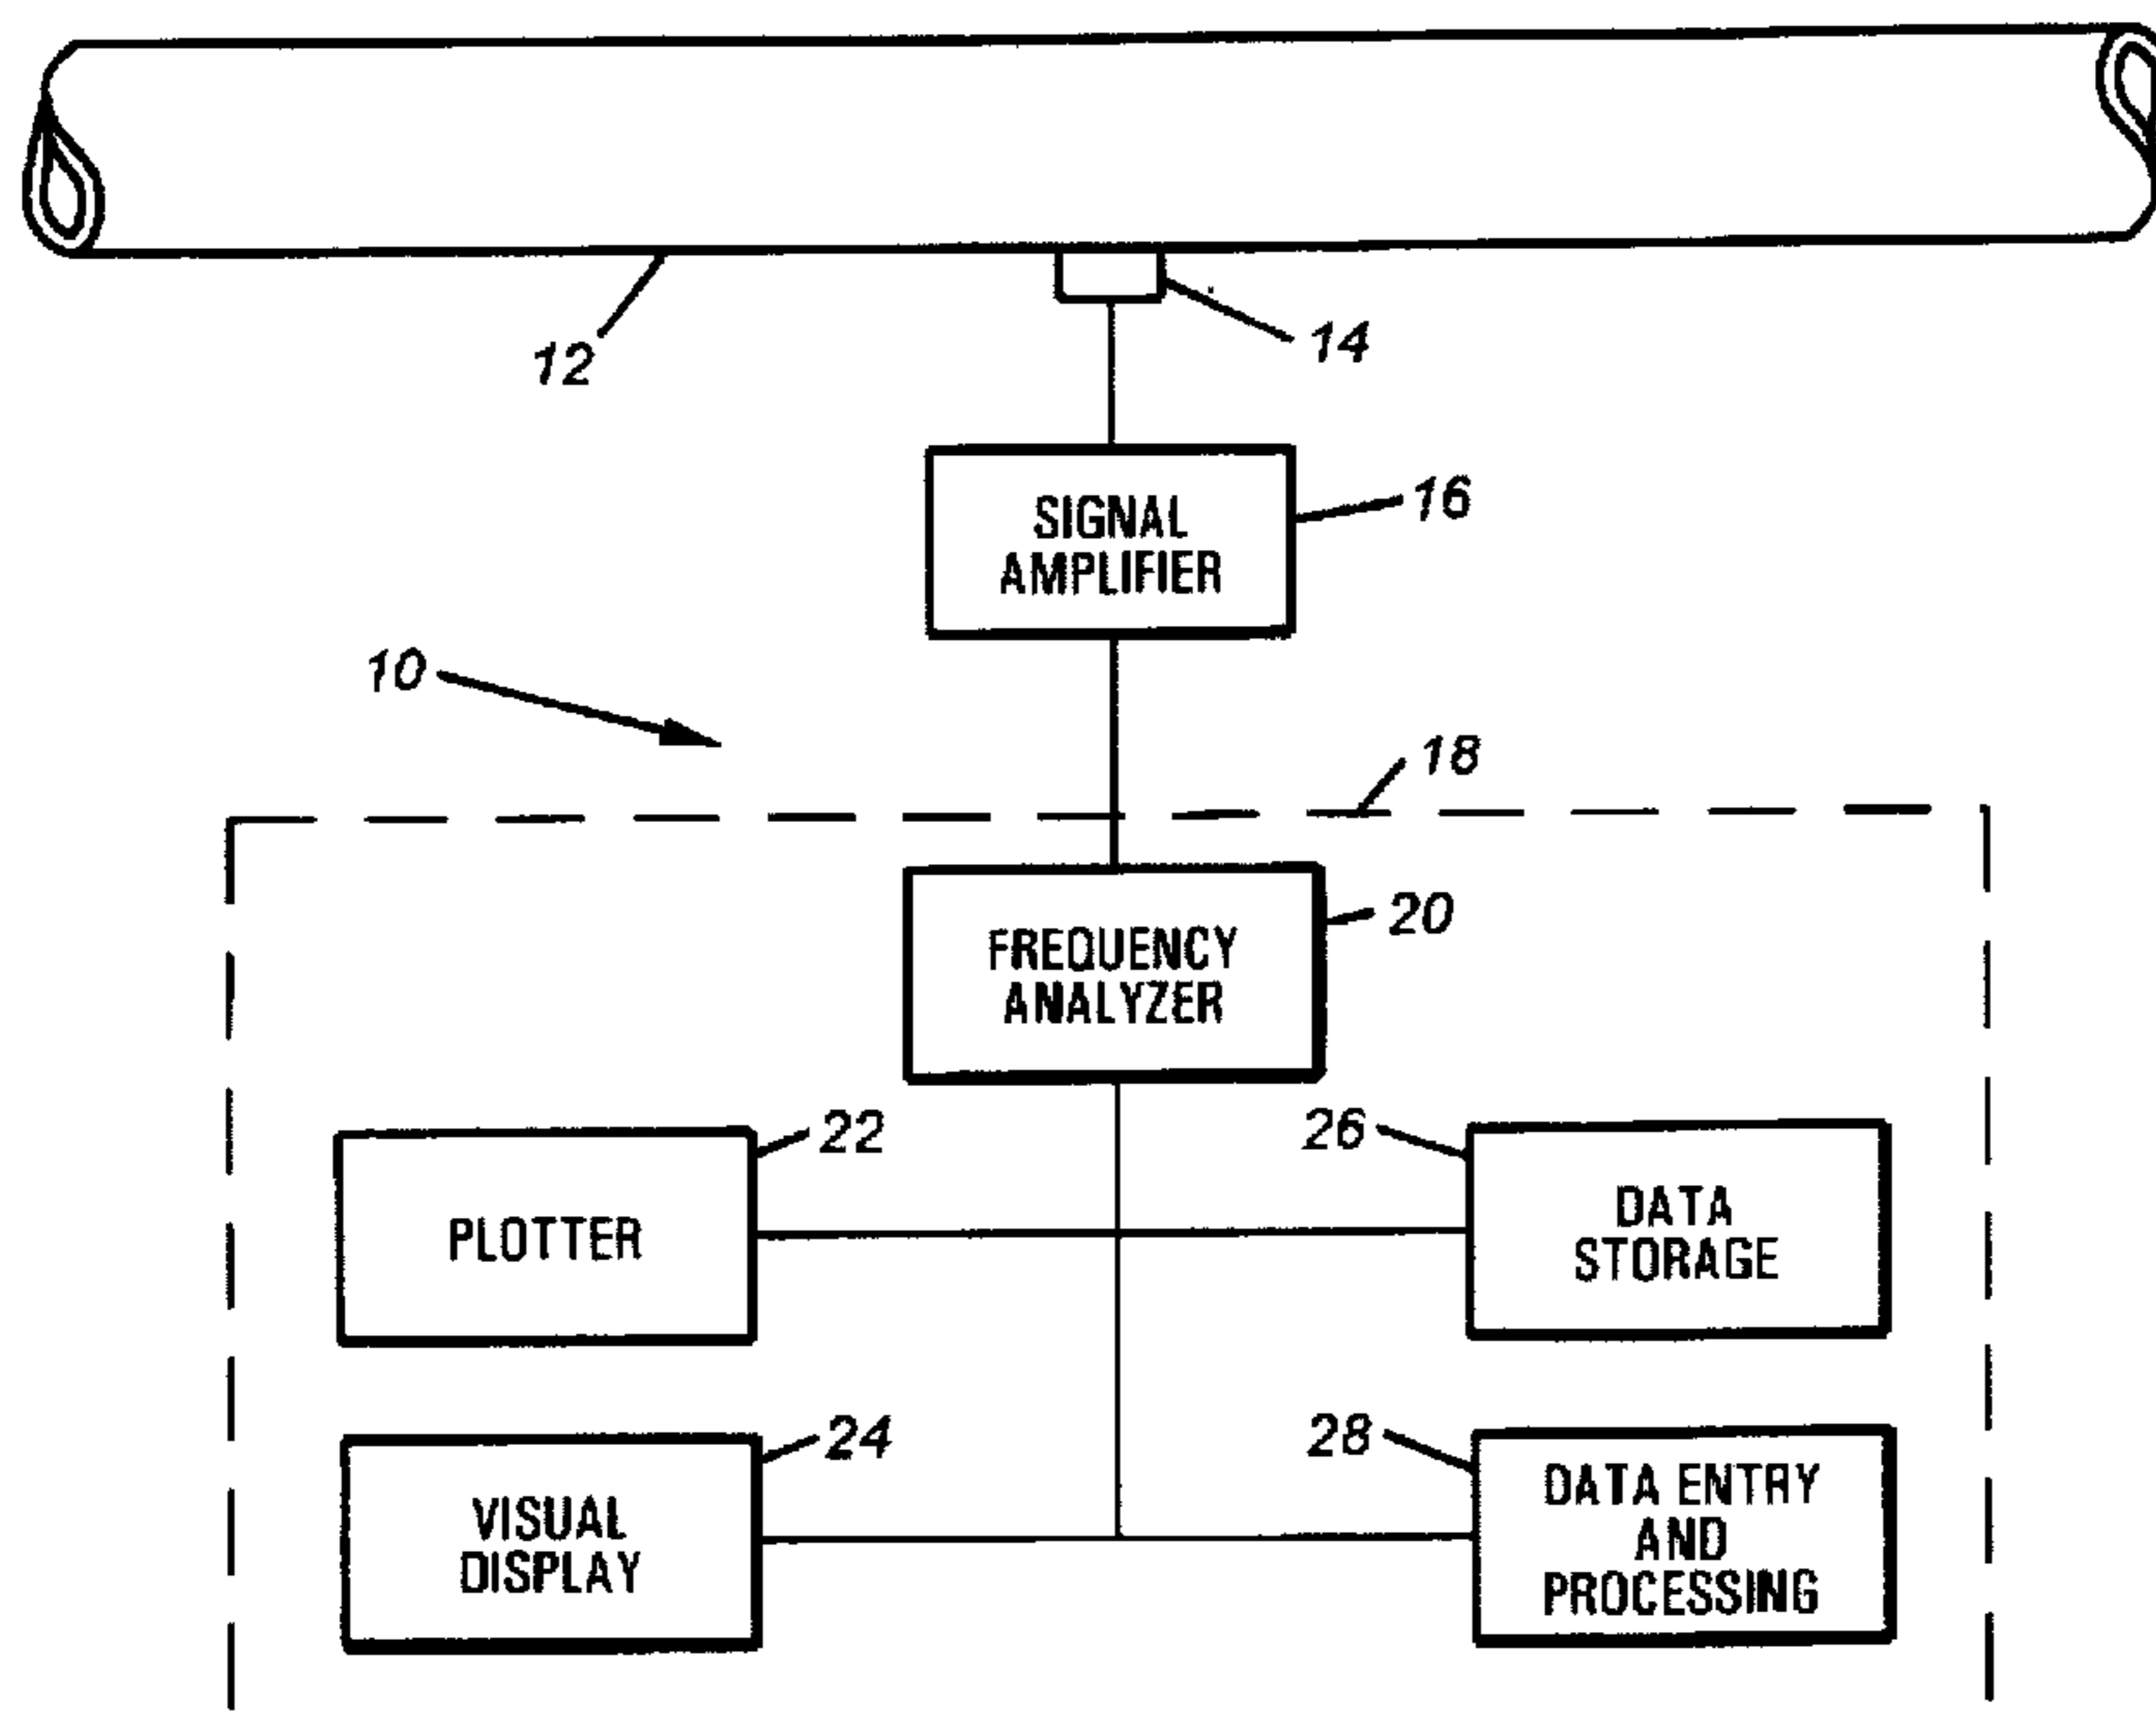 12
14
SIGNAL
AMPLIFIER
16
10
18
FREQUENCY
ANALYZER
20
PLOTTER
22
26
DATA
STORAGE
VISUAL
DISPLAY
24
28
DATA ENTRY
AND
PROCESSING